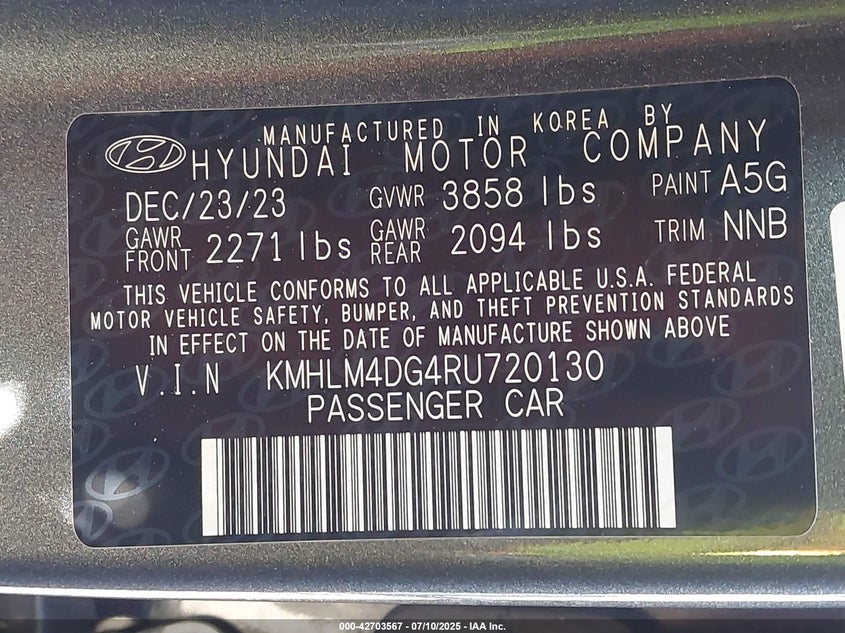 MANUFACTURED IN KOREA BY
HYUNDAI MOTOR COMPANY
DEC/23/23 GVWR 3858 lbs PAINT A5G
GAWR FRONT 2271 lbs GAWR REAR 2094 lbs TRIM NNB
THIS VEHICLE CONFORMS TO ALL APPLICABLE U.S.A. FEDERAL
MOTOR VEHICLE SAFETY, BUMPER, AND THEFT PREVENTION STANDARDS
IN EFFECT ON THE DATE OF MANUFACTURE SHOWN ABOVE
V.I.N KMHLM4DG4RU720130
PASSENGER CAR
000-42703567 - 07/10/2025 - IAA Inc.